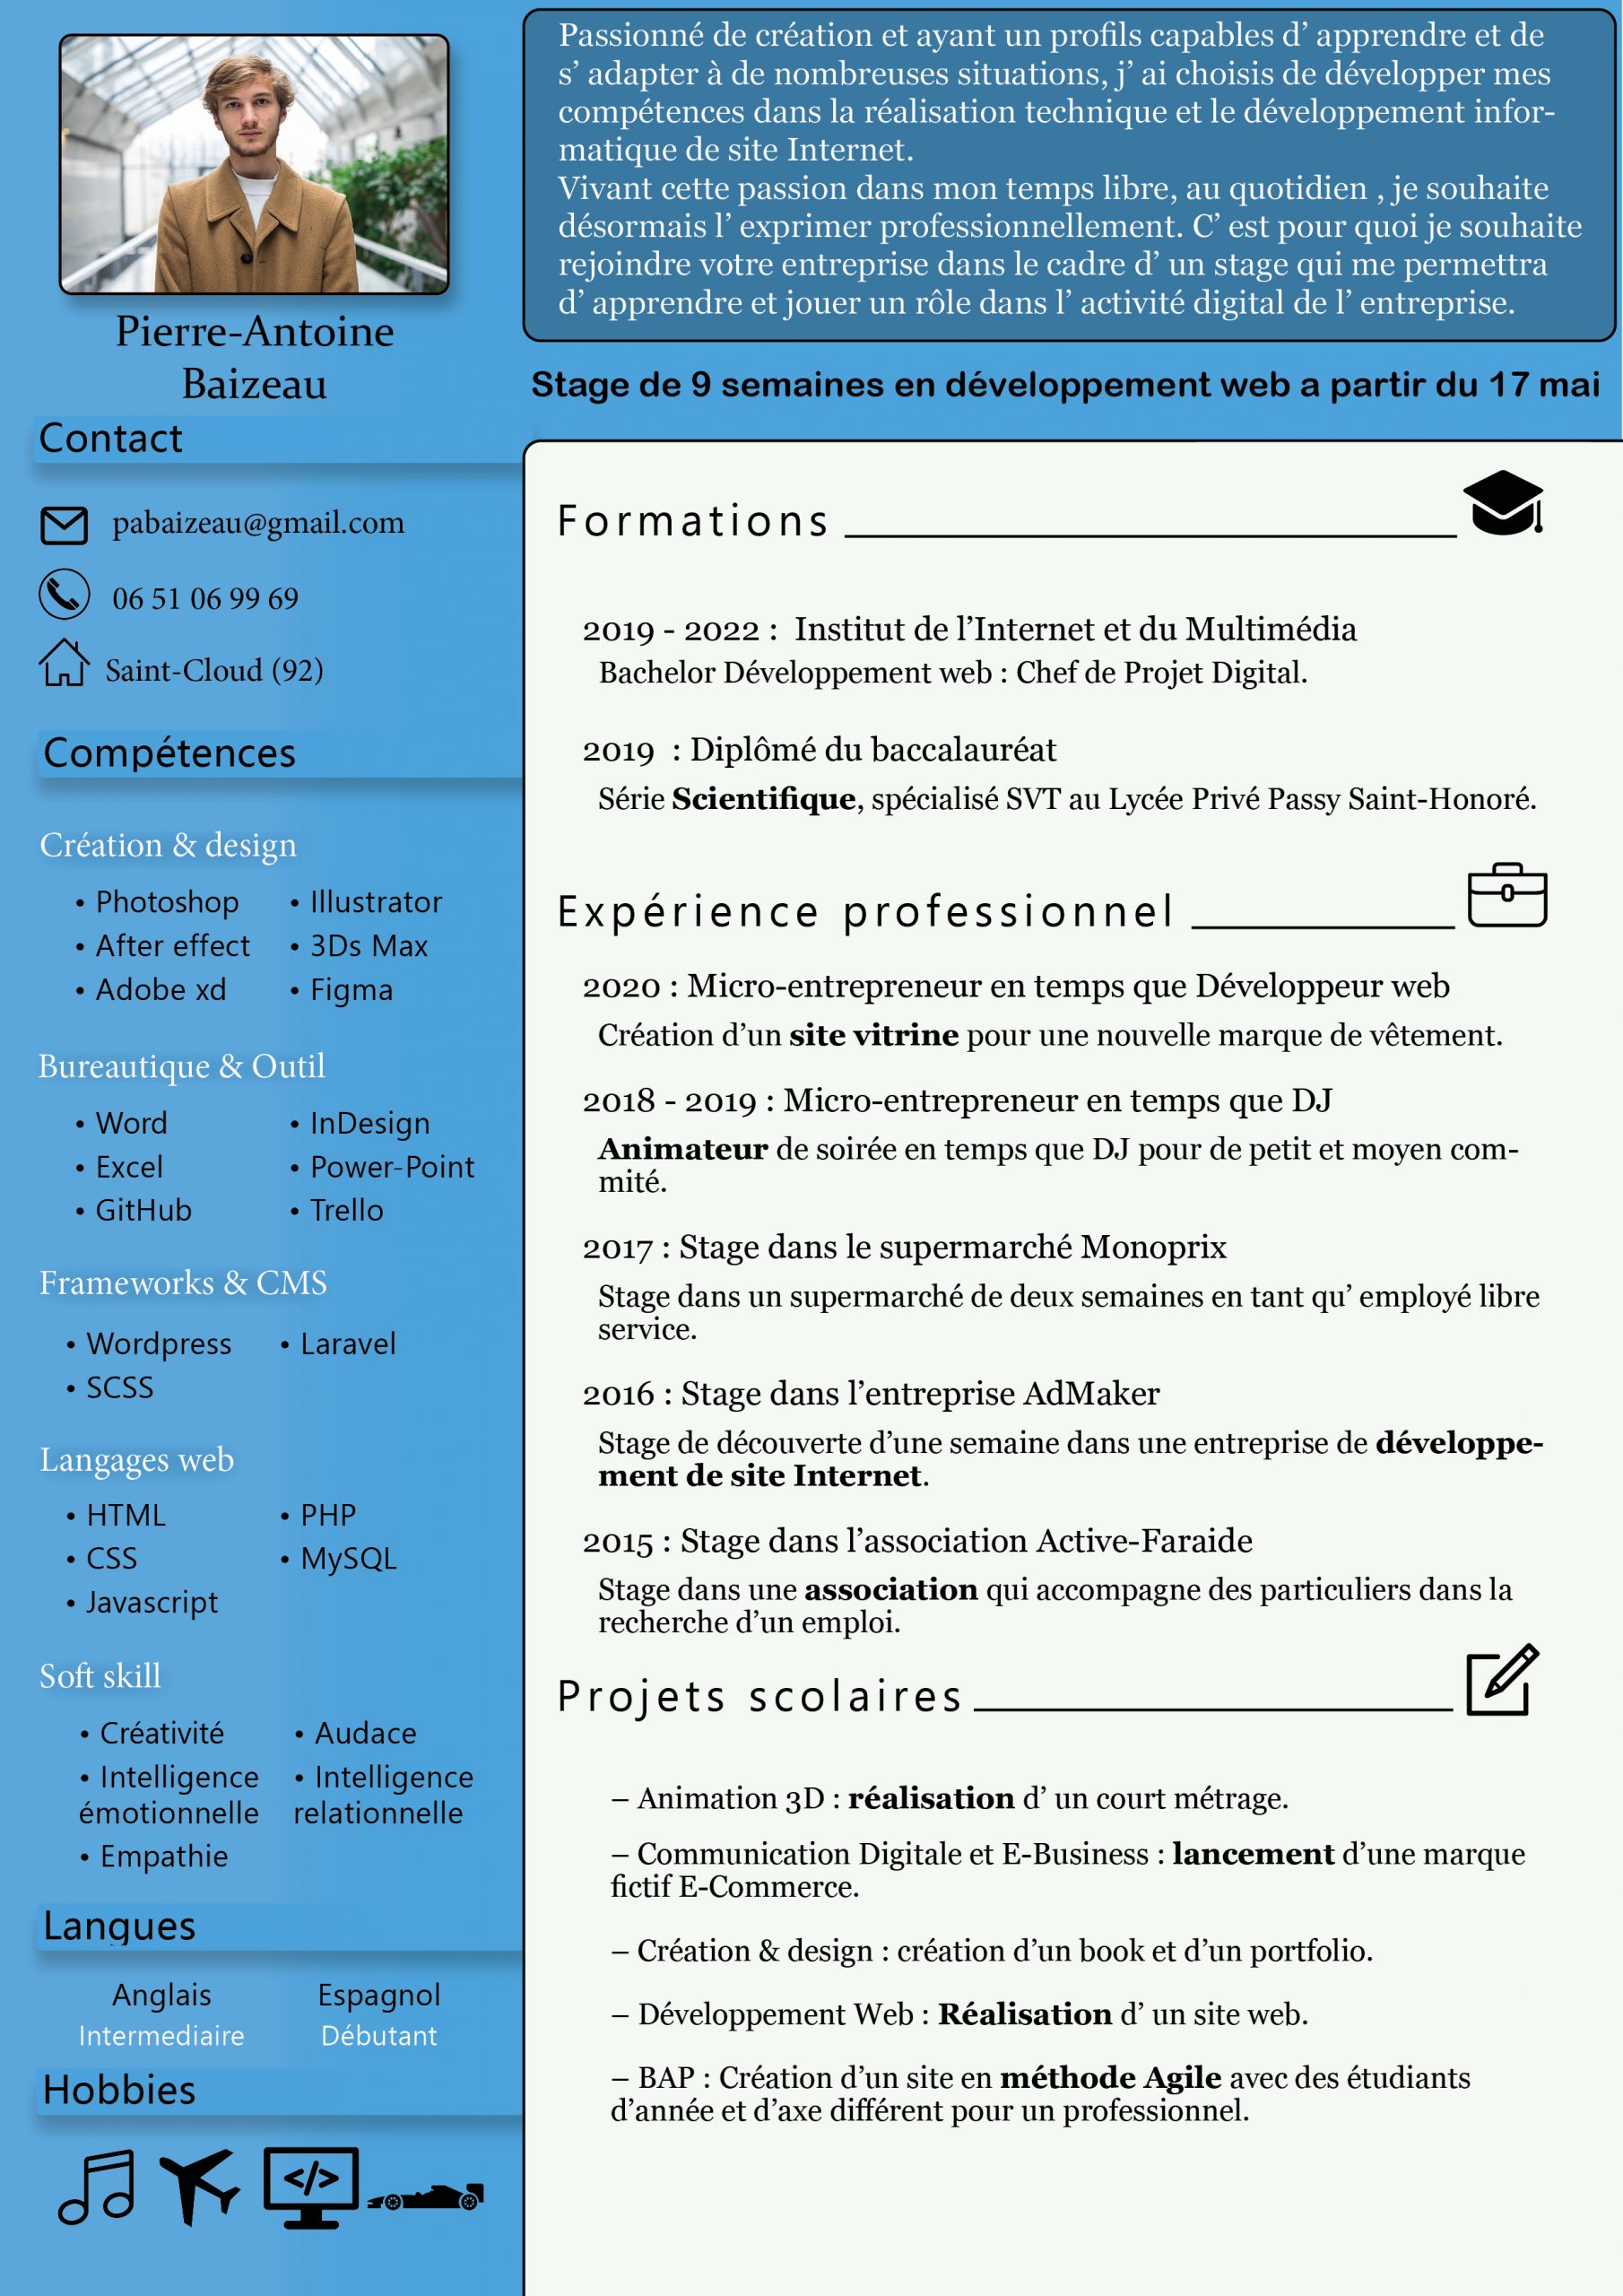 Pierre-Antoine
Baizeau
Contact
pabaizeau@gmail.com
06 51 06 99 69
Saint-Cloud (92)
Compétences
Création & design
• Photoshop
• After effect
• Adobe xd
• Illustrator
• 3Ds Max
• Figma
Bureautique & Outil
• Word
• Excel
• GitHub
• InDesign
• Power-Point
• Trello
Frameworks & CMS
• Wordpress
• SCSS
• Laravel
Langages web
• HTML
• CSS
• Javascript
• PHP
• MySQL
Soft skill
• Créativité
• Intelligence
émotionnelle
• Empathie
• Audace
• Intelligence
relationnelle
Langues
Anglais
Intermediaire
Espagnol
Débutant
Hobbies
</>
Passionné de création et ayant un profils capables d’ apprendre et de
s’ adapter à de nombreuses situations, j’ ai choisis de développer mes
compétences dans la réalisation technique et le développement infor-
matique de site Internet.
Vivant cette passion dans mon temps libre, au quotidien , je souhaite
désormais l’ exprimer professionnellement. C’ est pour quoi je souhaite
rejoindre votre entreprise dans le cadre d’ un stage qui me permettra
d’ apprendre et jouer un rôle dans l’ activité digital de l’ entreprise.
Stage de 9 semaines en développement web a partir du 17 mai
Formations
2019 - 2022 : Institut de l’Internet et du Multimédia
Bachelor Développement web : Chef de Projet Digital.
2019 : Diplômé du baccalauréat
Série Scientifique, spécialisé SVT au Lycée Privé Passy Saint-Honoré.
Expérience professionnel
2020 : Micro-entrepreneur en temps que Développeur web
Création d’un site vitrine pour une nouvelle marque de vêtement.
2018 - 2019 : Micro-entrepreneur en temps que DJ
Animateur de soirée en temps que DJ pour de petit et moyen com-
mité.
2017 : Stage dans le supermarché Monoprix
Stage dans un supermarché de deux semaines en tant qu’ employé libre
service.
2016 : Stage dans l’entreprise AdMaker
Stage de découverte d’une semaine dans une entreprise de développe-
ment de site Internet.
2015 : Stage dans l’association Active-Faraide
Stage dans une association qui accompagne des particuliers dans la
recherche d’un emploi.
Projets scolaires
– Animation 3D : réalisation d’ un court métrage.
– Communication Digitale et E-Business : lancement d’une marque
fictif E-Commerce.
– Création & design : création d’un book et d’un portfolio.
– Développement Web : Réalisation d’ un site web.
– BAP : Création d’un site en méthode Agile avec des étudiants
d’année et d’axe différent pour un professionnel.